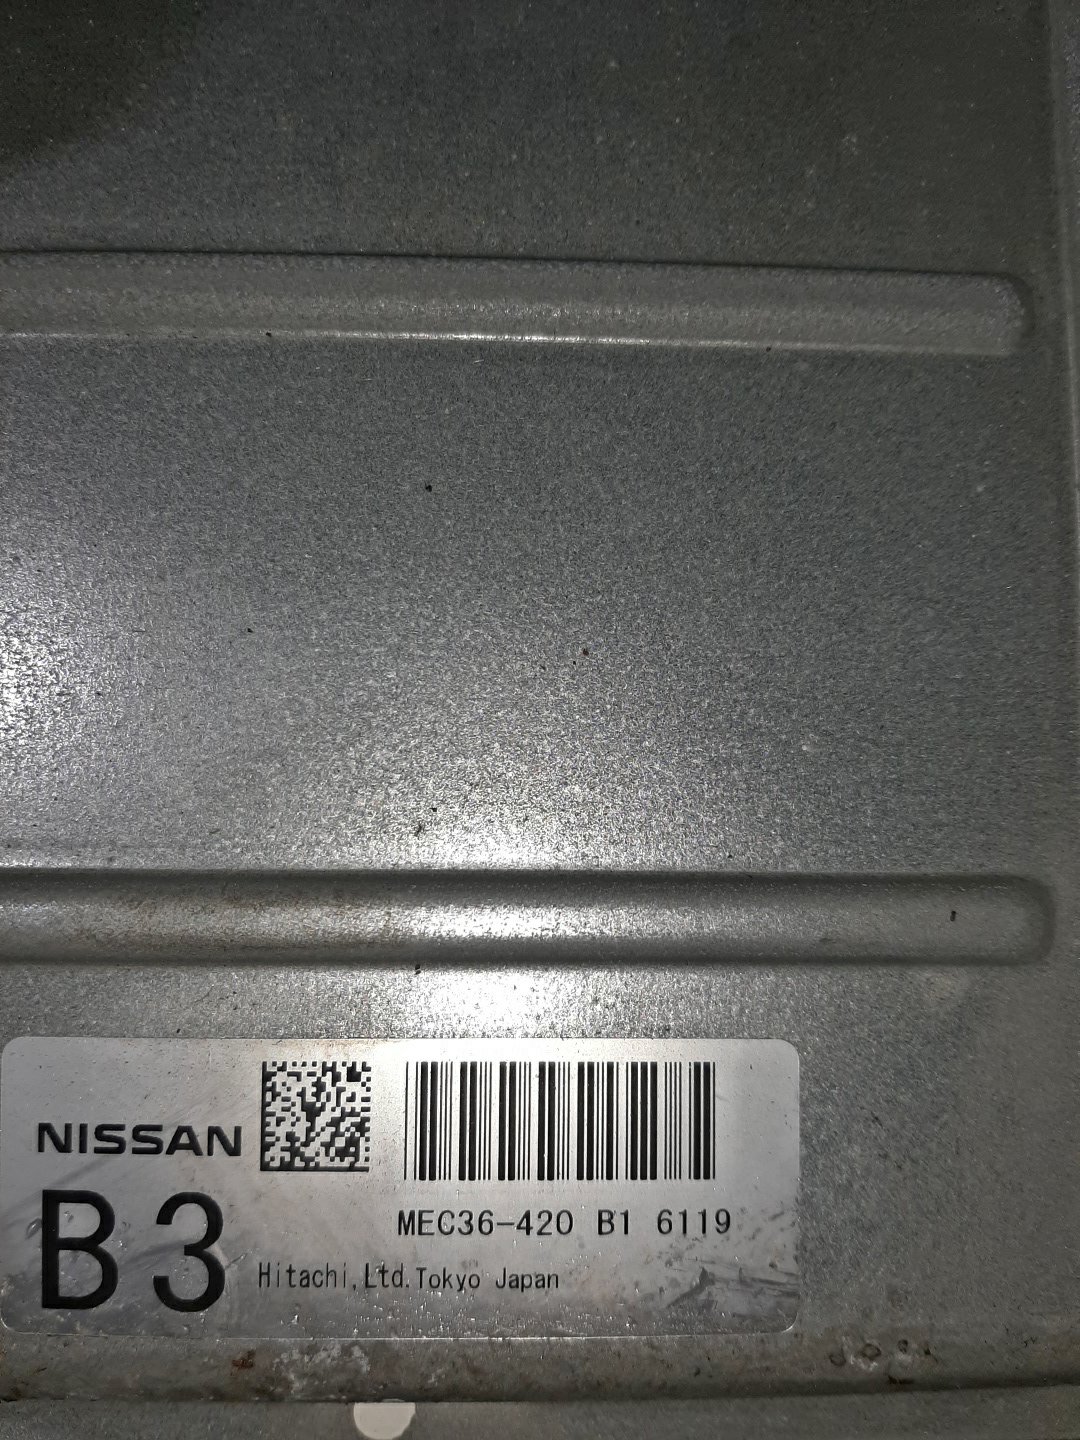 NISSAN
B3
MEC36-420 B1 6119
Hitachi,Ltd.Tokyo Japan